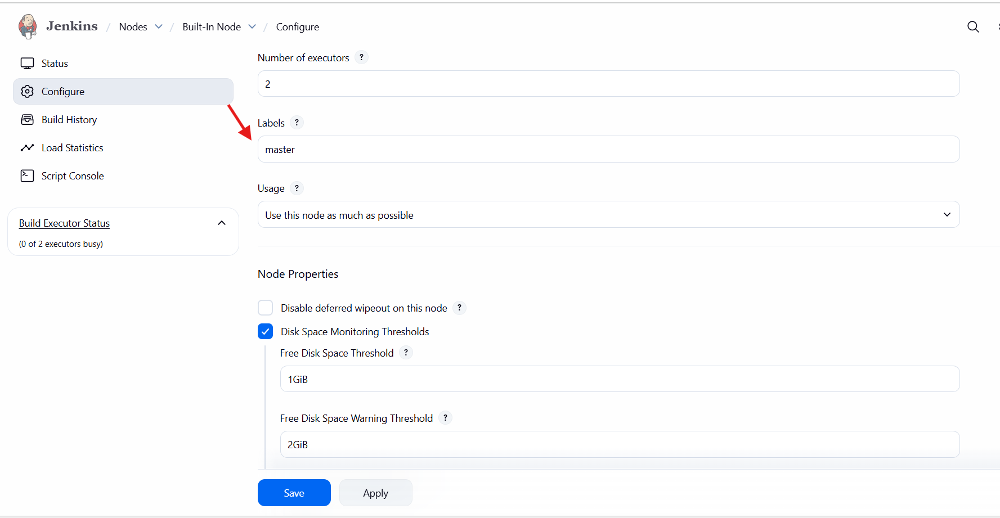 Jenkins / Nodes / Built-In Node / Configure
Status
Configure
Build History
Load Statistics
Script Console
Build Executor Status
(0 of 2 executors busy)
Number of executors ?
2
Labels ?
master
Usage ?
Use this node as much as possible
Node Properties
Disable deferred wipeout on this node ?
Disk Space Monitoring Thresholds
Free Disk Space Threshold ?
1GiB
Free Disk Space Warning Threshold ?
2GiB
Save Apply